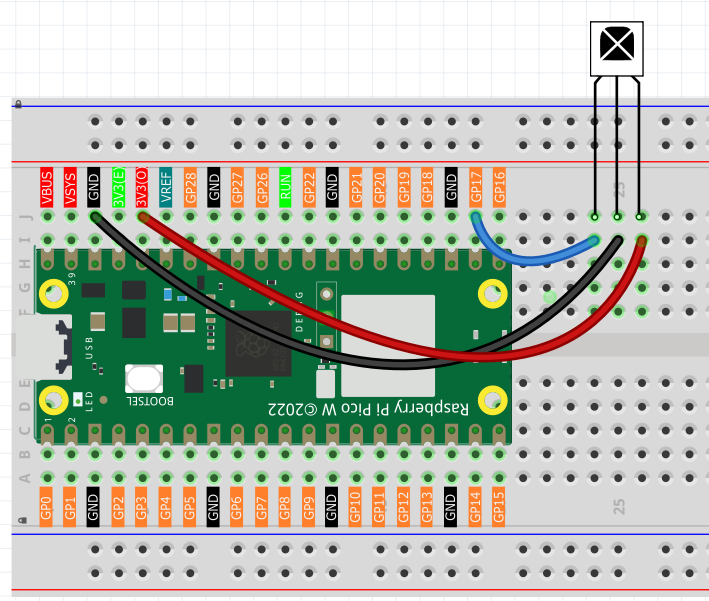 VBUS
VSYS
GND
3V3(E)
3V3(O)
VREF
GP28
GND
GP27
GP26
RUN
GP22
GND
GP21
GP20
GP19
GP18
GND
GP17
GP16
25
J
I
H
G
F
39
DEBUG
USB
E
D
C
B
A
1
2
LED
BOOTSEL
Raspberry Pi Pico W ©2022
GP0
GP1
GND
GP2
GP3
GP4
GP5
GND
GP6
GP7
GP8
GP9
GND
GP10
GP11
GP12
GP13
GND
GP14
GP15
25